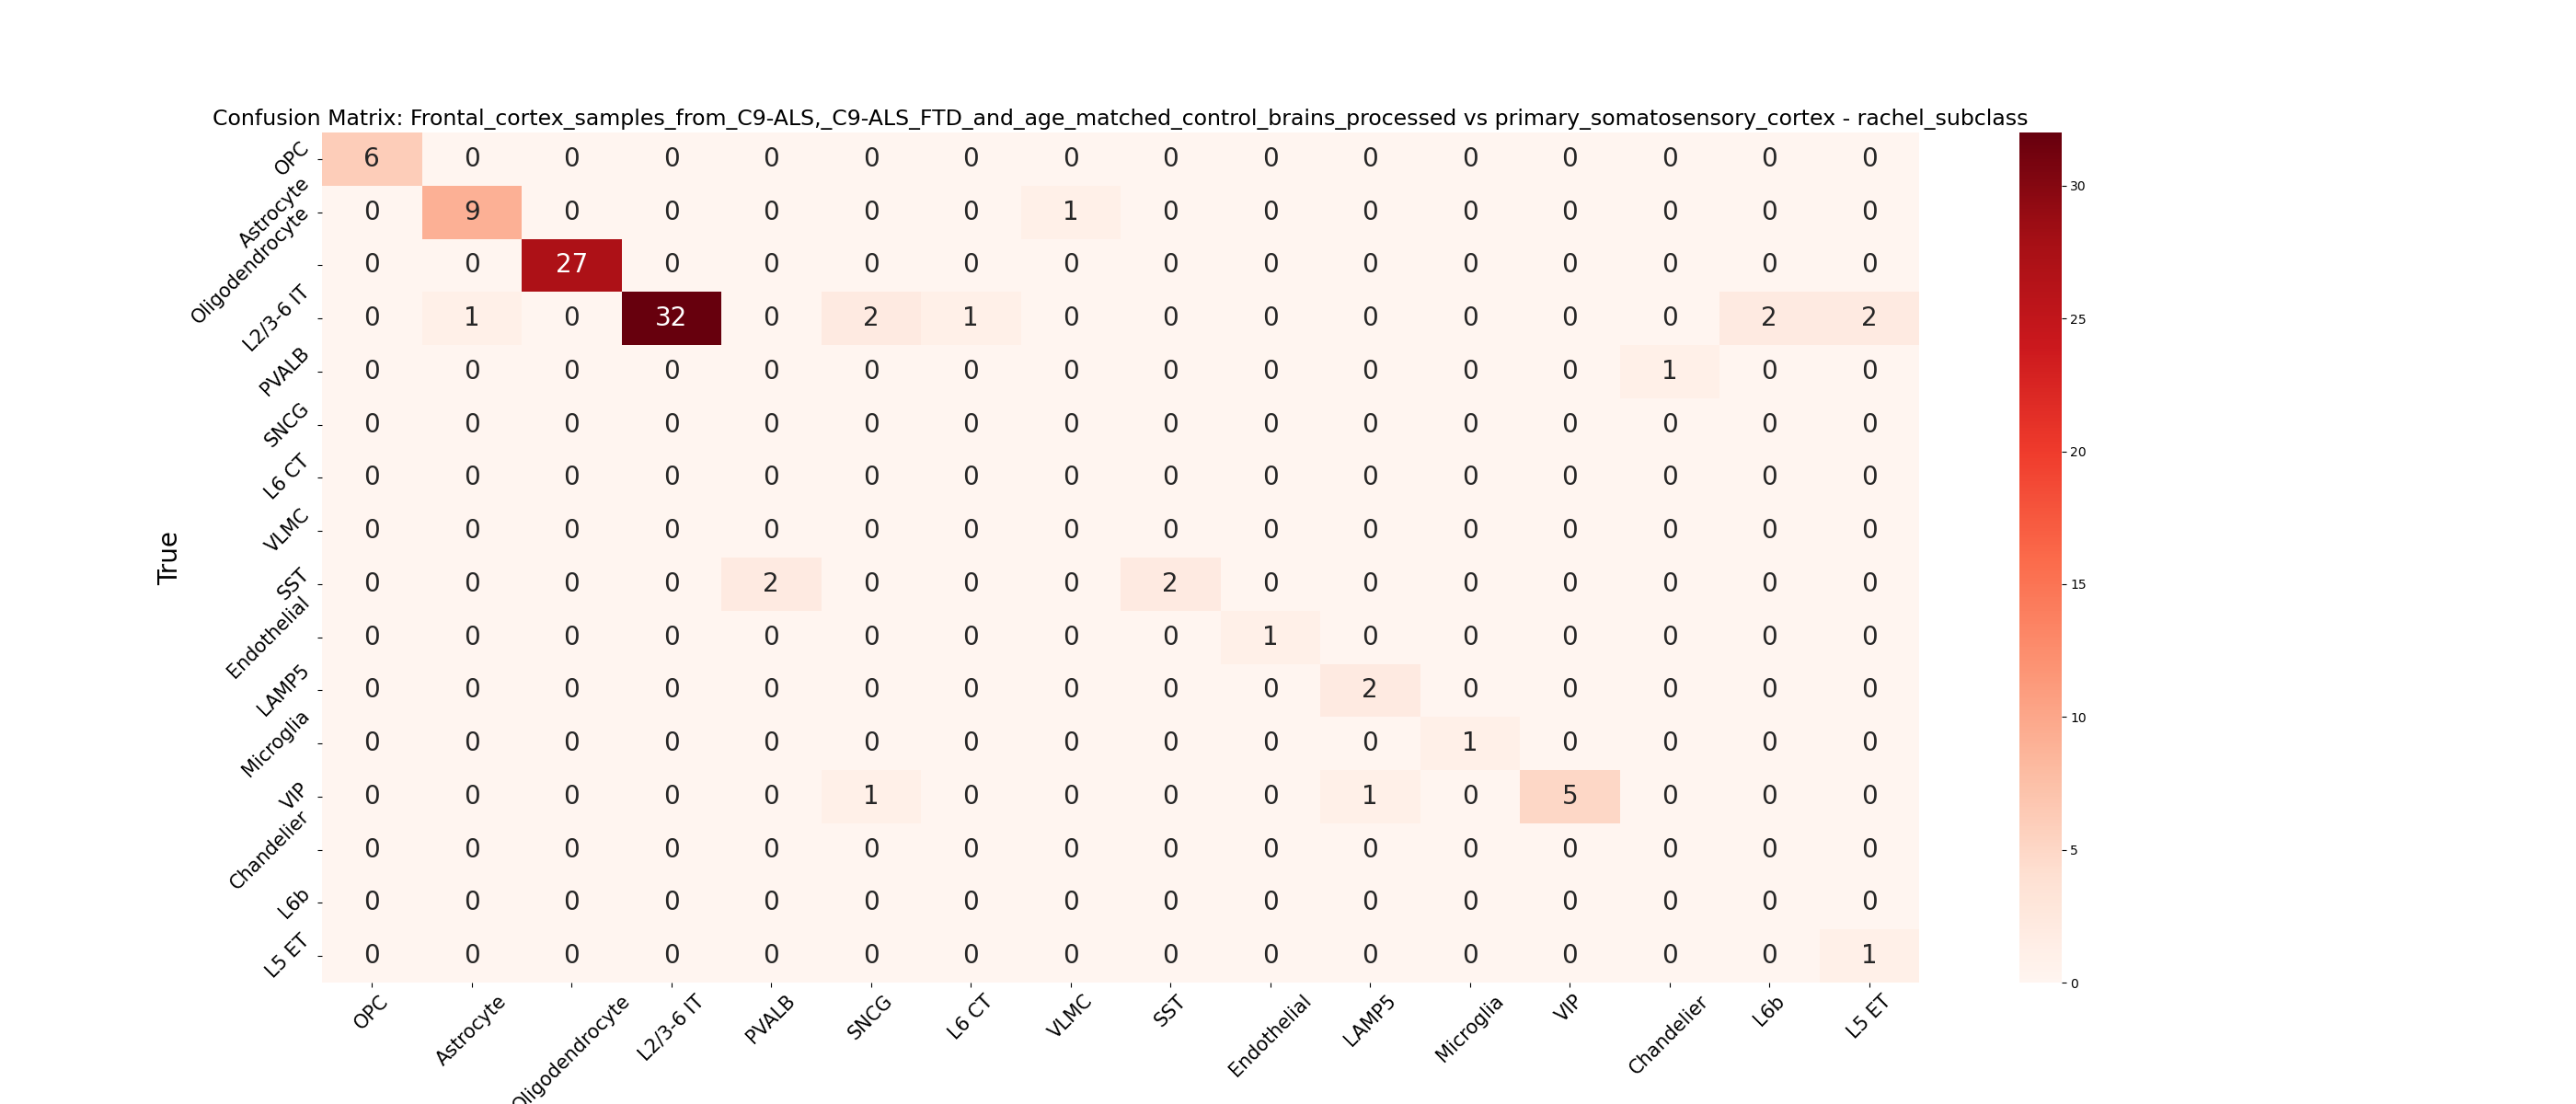 Confusion Matrix: Frontal_cortex_samples_from_C9-ALS,_C9-ALS_FTD_and_age_matched_control_brains_processed vs primary_somatosensory_cortex - rachel_subclass
True
OPC 6 0 0 0 0 0 0 0 0 0 0 0 0 0 0 0
Astrocyte 0 9 0 0 0 0 0 1 0 0 0 0 0 0 0 0
Oligodendrocyte 0 0 27 0 0 0 0 0 0 0 0 0 0 0 0 0
L2/3-6 IT 0 1 0 32 0 2 1 0 0 0 0 0 0 0 2 2
PVALB 0 0 0 0 0 0 0 0 0 0 0 0 0 1 0 0
SNCG 0 0 0 0 0 0 0 0 0 0 0 0 0 0 0 0
L6 CT 0 0 0 0 0 0 0 0 0 0 0 0 0 0 0 0
VLMC 0 0 0 0 0 0 0 0 0 0 0 0 0 0 0 0
SST 0 0 0 0 2 0 0 0 2 0 0 0 0 0 0 0
Endothelial 0 0 0 0 0 0 0 0 0 1 0 0 0 0 0 0
LAMP5 0 0 0 0 0 0 0 0 0 0 2 0 0 0 0 0
Microglia 0 0 0 0 0 0 0 0 0 0 0 1 0 0 0 0
VIP 0 0 0 0 0 1 0 0 0 0 1 0 5 0 0 0
Chandelier 0 0 0 0 0 0 0 0 0 0 0 0 0 0 0 0
L6b 0 0 0 0 0 0 0 0 0 0 0 0 0 0 0 0
L5 ET 0 0 0 0 0 0 0 0 0 0 0 0 0 0 0 1
OPC Astrocyte Oligodendrocyte L2/3-6 IT PVALB SNCG L6 CT VLMC SST Endothelial LAMP5 Microglia VIP Chandelier L6b L5 ET
30
25
20
15
10
5
0